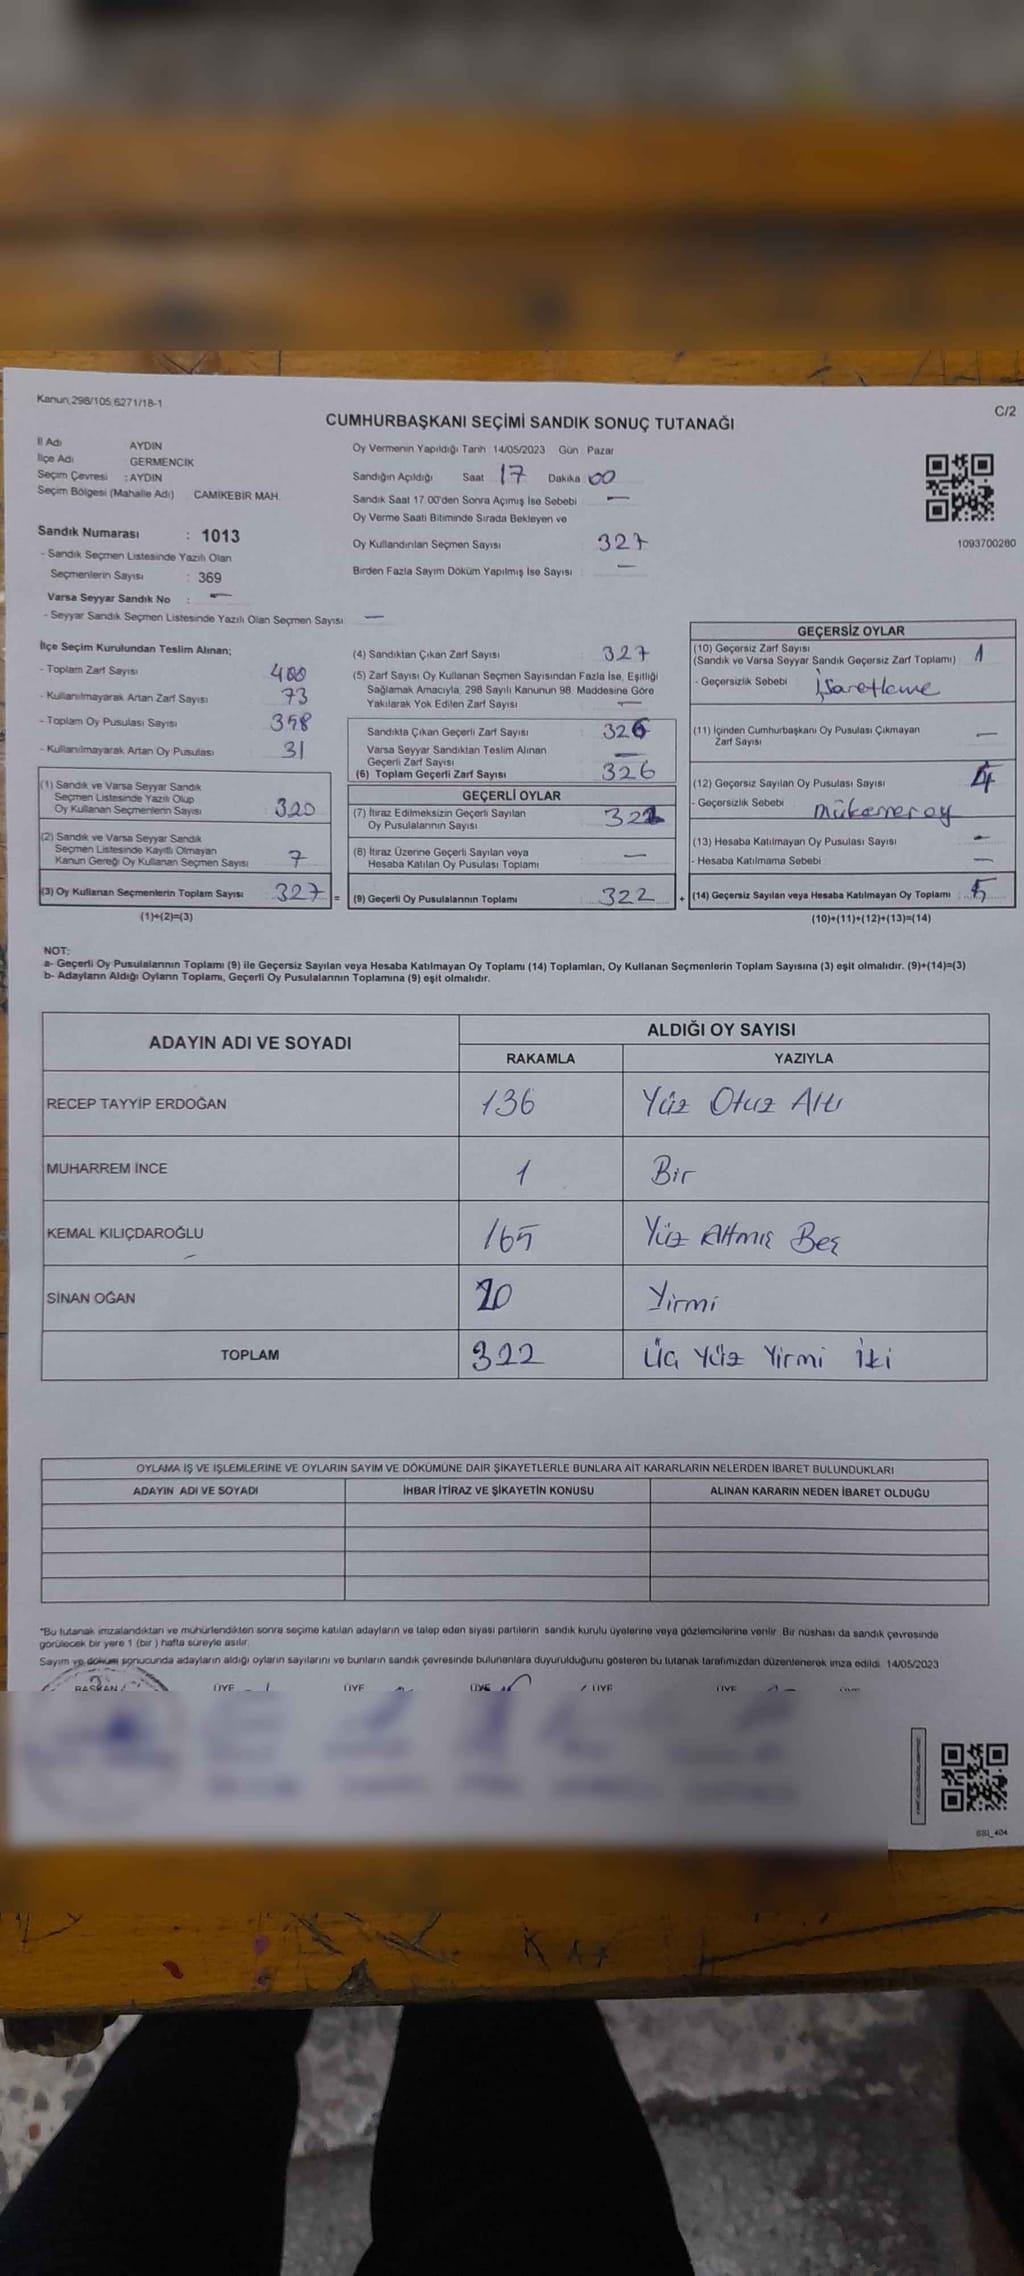 Kanun,298/105,6271/18-1
C/2
CUMHURBAŞKANI SEÇİMİ SANDIK SONUÇ TUTANAĞI
İl Adı AYDIN
İlçe Adı GERMENCİK
Seçim Çevresi : AYDIN
Seçim Bölgesi (Mahalle Adı) CAMİKEBİR MAH.
Sandık Numarası : 1013
- Sandık Seçmen Listesinde Yazılı Olan
Seçmenlerin Sayısı : 369
Varsa Seyyar Sandık No : —
- Seyyar Sandık Seçmen Listesinde Yazılı Olan Seçmen Sayısı —
Oy Vermenin Yapıldığı Tarih 14/05/2023 Gün : Pazar
Sandığın Açıldığı Saat 17 Dakika 00
Sandık Saat 17.00'den Sonra Açımış İse Sebebi : —
Oy Verme Saati Bitiminde Sırada Bekleyen ve
Oy Kullandırılan Seçmen Sayısı 327
Birden Fazla Sayım Döküm Yapılmış İse Sayısı : —
1093700280
İlçe Seçim Kurulundan Teslim Alınan;
- Toplam Zarf Sayısı 400
- Kullanılmayarak Artan Zarf Sayısı 73
- Toplam Oy Pusulası Sayısı 358
- Kullanılmayarak Artan Oy Pusulası 31
(1) Sandık ve Varsa Seyyar Sandık
Seçmen Listesinde Yazılı Olup
Oy Kullanan Seçmenlerin Sayısı 320
(2) Sandık ve Varsa Seyyar Sandık
Seçmen Listesinde Kayıtlı Olmayan
Kanun Gereği Oy Kullanan Seçmen Sayısı 7
(3) Oy Kullanan Seçmenlerin Toplam Sayısı 327 =
(1)+(2)=(3)
(4) Sandıktan Çıkan Zarf Sayısı 327
(5) Zarf Sayısı Oy Kullanan Seçmen Sayısından Fazla İse, Eşitliği
Sağlamak Amacıyla, 298 Sayılı Kanunun 98. Maddesine Göre
Yakılarak Yok Edilen Zarf Sayısı —
Sandıkta Çıkan Geçerli Zarf Sayısı 326
Varsa Seyyar Sandıktan Teslim Alınan
Geçerli Zarf Sayısı —
(6) Toplam Geçerli Zarf Sayısı 326
GEÇERLİ OYLAR
(7) İtiraz Edilmeksizin Geçerli Sayılan
Oy Pusulalarının Sayısı 322
(8) İtiraz Üzerine Geçerli Sayılan veya
Hesaba Katılan Oy Pusulası Toplamı —
(9) Geçerli Oy Pusulalarının Toplamı 322 +
GEÇERSİZ OYLAR
(10) Geçersiz Zarf Sayısı
(Sandık ve Varsa Seyyar Sandık Geçersiz Zarf Toplamı) 1
- Geçersizlik Sebebi : İşaretleme
(11) İçinden Cumhurbaşkanı Oy Pusulası Çıkmayan
Zarf Sayısı —
(12) Geçersiz Sayılan Oy Pusulası Sayısı 4
- Geçersizlik Sebebi : mükerrer oy
(13) Hesaba Katılmayan Oy Pusulası Sayısı —
- Hesaba Katılmama Sebebi : —
(14) Geçersiz Sayılan veya Hesaba Katılmayan Oy Toplamı : 5
(10)+(11)+(12)+(13)=(14)
NOT:
a- Geçerli Oy Pusulalarının Toplamı (9) ile Geçersiz Sayılan veya Hesaba Katılmayan Oy Toplamı (14) Toplamları, Oy Kullanan Seçmenlerin Toplam Sayısına (3) eşit olmalıdır. (9)+(14)=(3)
b- Adayların Aldığı Oyların Toplamı, Geçerli Oy Pusulalarının Toplamına (9) eşit olmalıdır.
ADAYIN ADI VE SOYADI ALDIĞI OY SAYISI
RAKAMLA YAZIYLA
RECEP TAYYİP ERDOĞAN 136 Yüz Otuz Altı
MUHARREM İNCE 1 Bir
KEMAL KILIÇDAROĞLU 165 Yüz Altmış Beş
SİNAN OĞAN 20 Yirmi
TOPLAM 322 Üç Yüz Yirmi İki
OYLAMA İŞ VE İŞLEMLERİNE VE OYLARIN SAYIM VE DÖKÜMÜNE DAİR ŞİKAYETLERLE BUNLARA AİT KARARLARIN NELERDEN İBARET BULUNDUKLARI
ADAYIN ADI VE SOYADI İHBAR İTİRAZ VE ŞİKAYETİN KONUSU ALINAN KARARIN NEDEN İBARET OLDUĞU
*Bu tutanak imzalandıktan ve mühürlendikten sonra seçime katılan adayların ve talep eden siyasi partilerin sandık kurulu üyelerine veya gözlemcilerine verilir. Bir nüshası da sandık çevresinde
görülecek bir yere 1 (bir ) hafta süreyle asılır.
Sayım ve döküm sonucunda adayların aldığı oyların sayılarını ve bunların sandık çevresinde bulunanlara duyurulduğunu gösteren bu tutanak tarafımızdan düzenlenerek imza edildi. 14/05/2023
BAŞKAN ÜYE ÜYE ÜYE ÜYE ÜYE